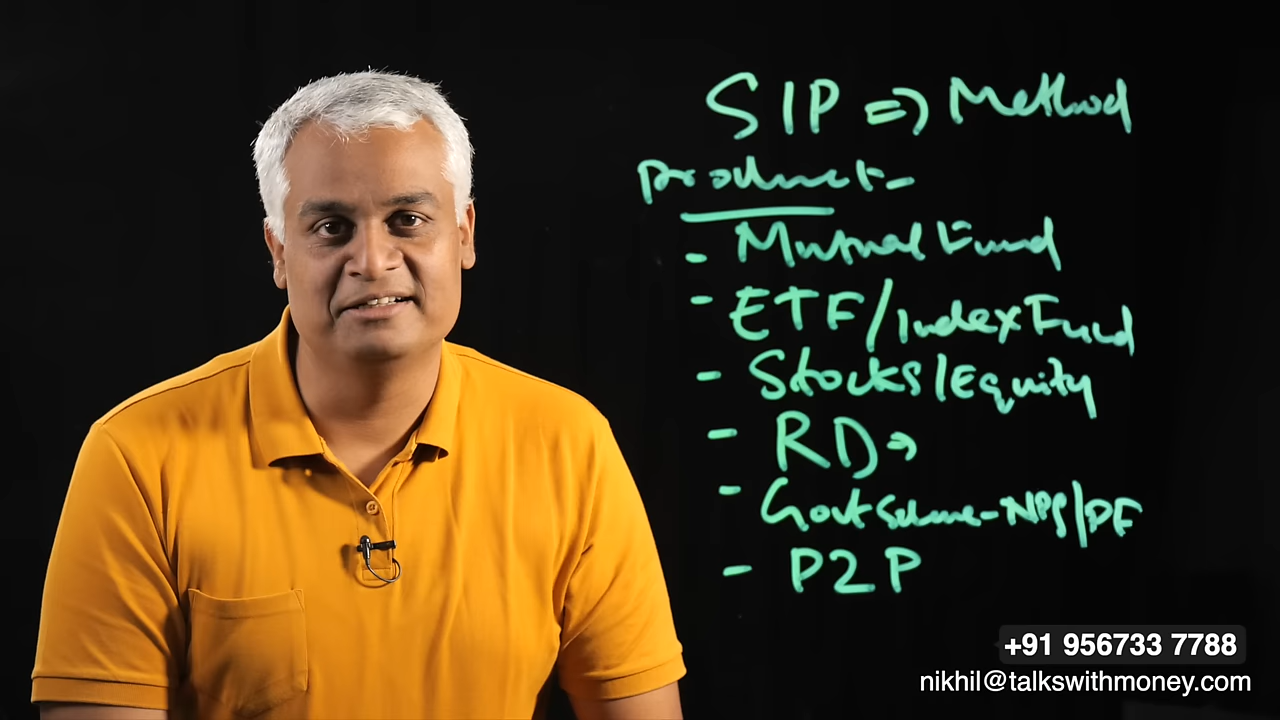 SIP => Method
Product-
- Mutual Fund
- ETF/Index Fund
- Stocks/Equity
- RD →
- Govt Scheme-NPS/PF
- P2P
+91 956733 7788
nikhil@talkswithmoney.com